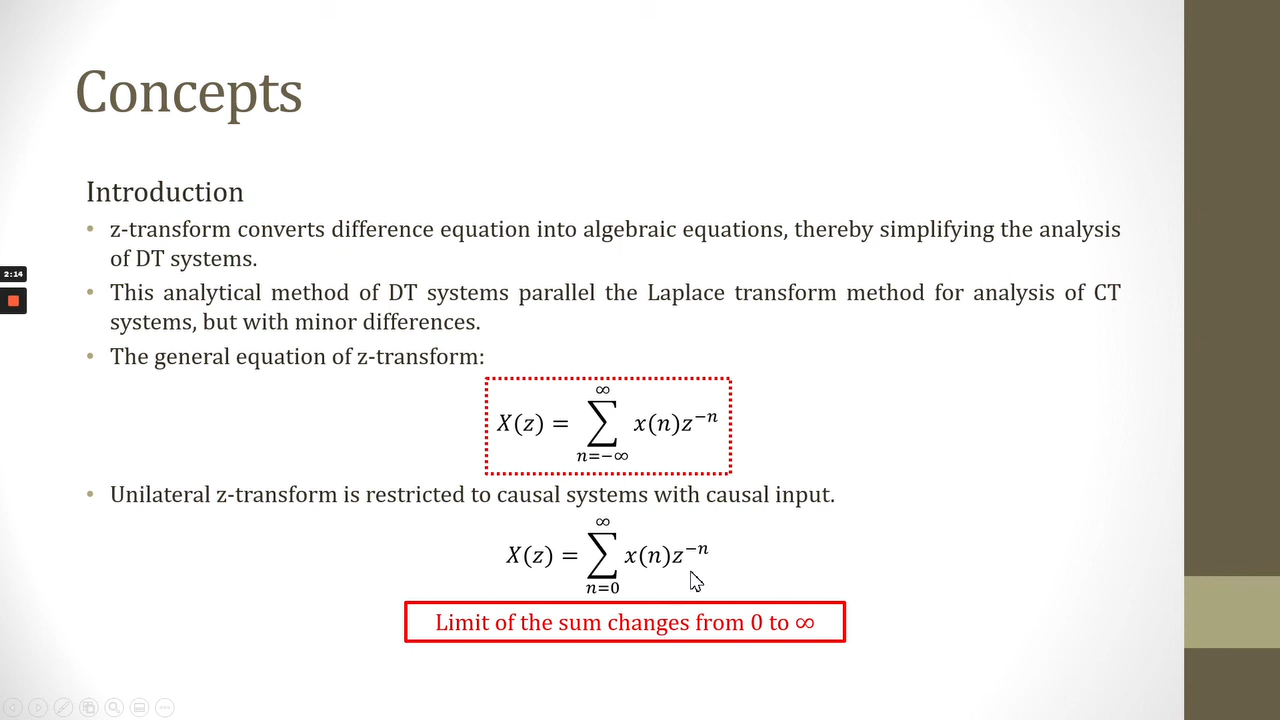 Concepts
Introduction
• z-transform converts difference equation into algebraic equations, thereby simplifying the analysis
of DT systems.
2:14
• This analytical method of DT systems parallel the Laplace transform method for analysis of CT
systems, but with minor differences.
• The general equation of z-transform:
X(z) = ∑_{n=−∞}^{∞} x(n)z^{−n}
• Unilateral z-transform is restricted to causal systems with causal input.
X(z) = ∑_{n=0}^{∞} x(n)z^{−n}
Limit of the sum changes from 0 to ∞